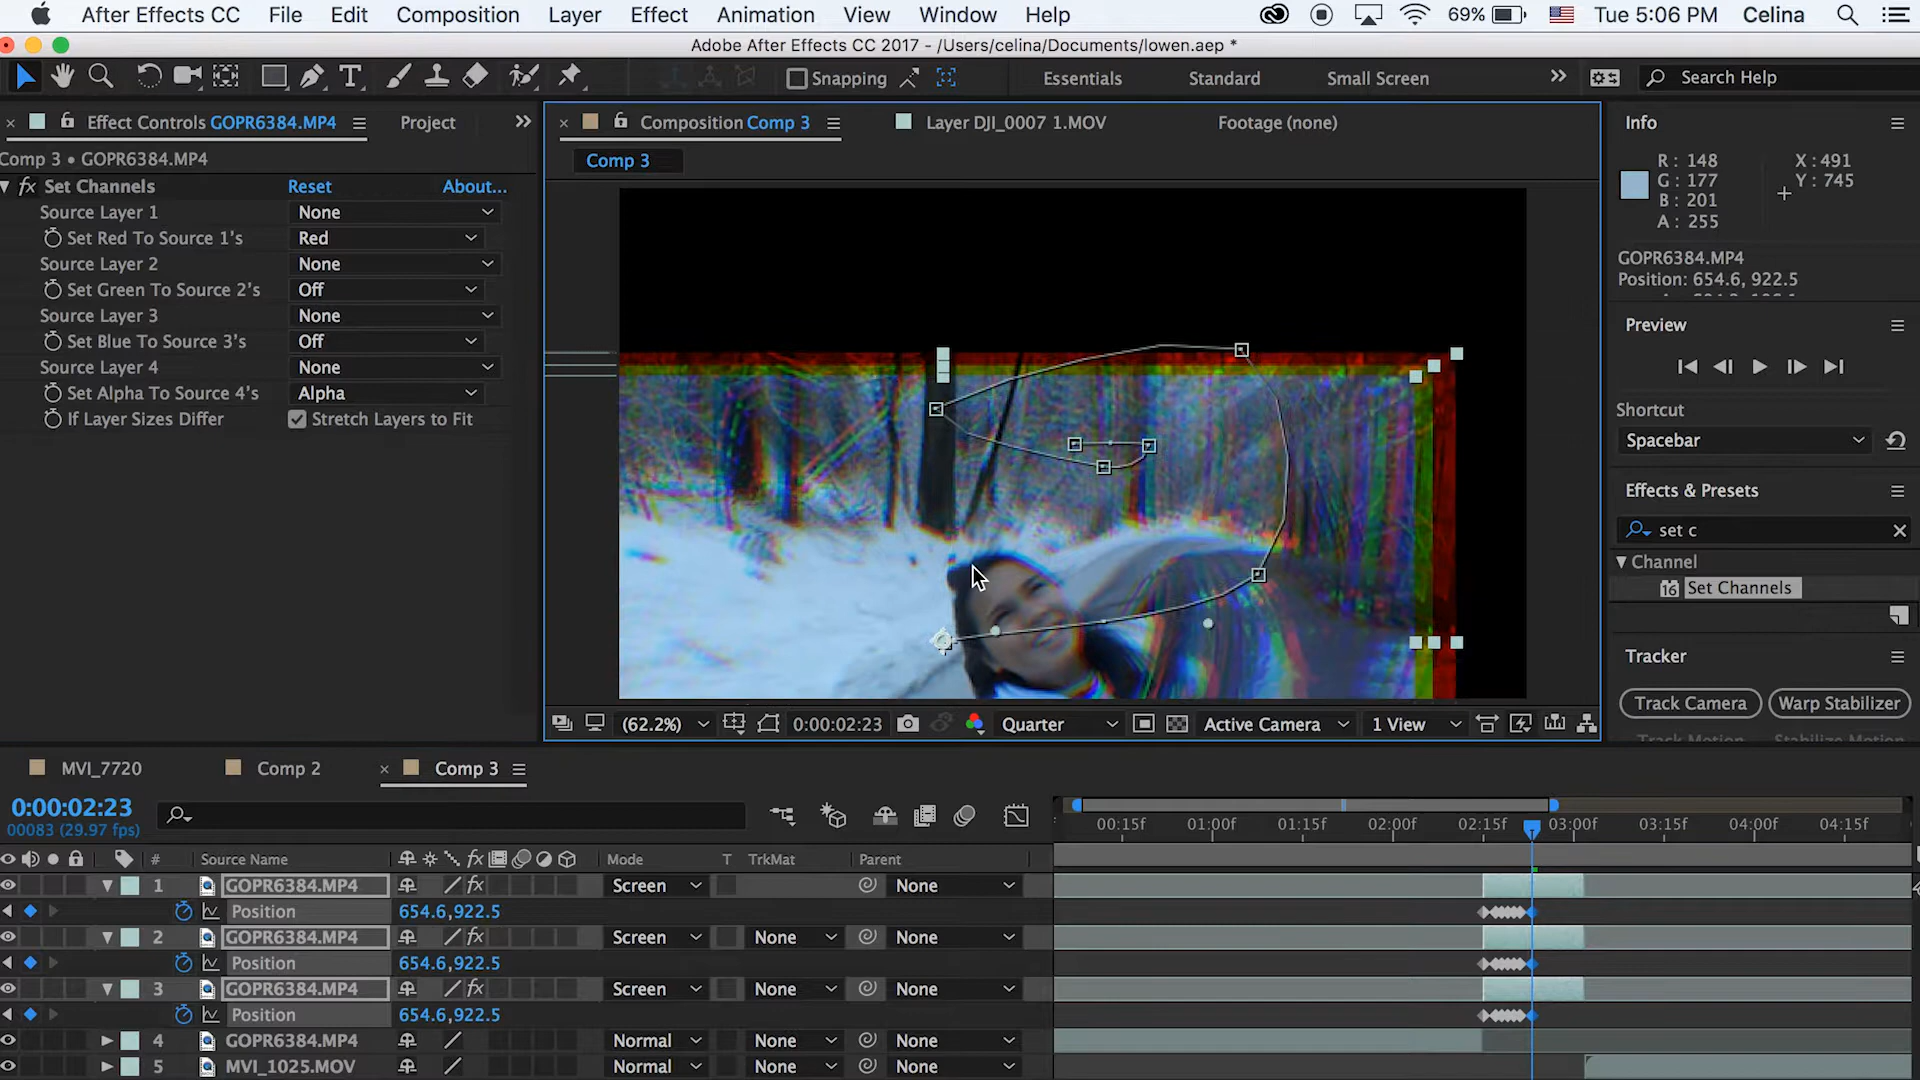 After Effects CC File Edit Composition Layer Effect Animation View Window Help 69% Tue 5:06 PM Celina
Adobe After Effects CC 2017 - /Users/celina/Documents/lowen.aep *
Snapping Essentials Standard Small Screen Search Help
Effect Controls GOPR6384.MP4 Project
Composition Comp 3 Layer DJI_0007 1.MOV Footage (none)
Comp 3 • GOPR6384.MP4
Comp 3
fx Set Channels Reset About...
Source Layer 1 None
Set Red To Source 1's Red
Source Layer 2 None
Set Green To Source 2's Off
Source Layer 3 None
Set Blue To Source 3's Off
Source Layer 4 None
Set Alpha To Source 4's Alpha
If Layer Sizes Differ Stretch Layers to Fit
(62.2%) 0:00:02:23 Quarter Active Camera 1 View
Info
R : 148 X : 491
G : 177 Y : 745
B : 201
A : 255
GOPR6384.MP4
Position: 654.6, 922.5
Preview
Shortcut
Spacebar
Effects & Presets
set c
Channel
16 Set Channels
Tracker
Track Camera Warp Stabilizer
Track Motion Stabilize Motion
MVI_7720 Comp 2 Comp 3
0:00:02:23
00083 (29.97 fps)
00:15f 01:00f 01:15f 02:00f 02:15f 03:00f 03:15f 04:00f 04:15f
# Source Name fx Mode T TrkMat Parent
1 GOPR6384.MP4 fx Screen None
Position 654.6,922.5
2 GOPR6384.MP4 fx Screen None None
Position 654.6,922.5
3 GOPR6384.MP4 fx Screen None None
Position 654.6,922.5
4 GOPR6384.MP4 Normal None None
5 MVI_1025.MOV Normal None None